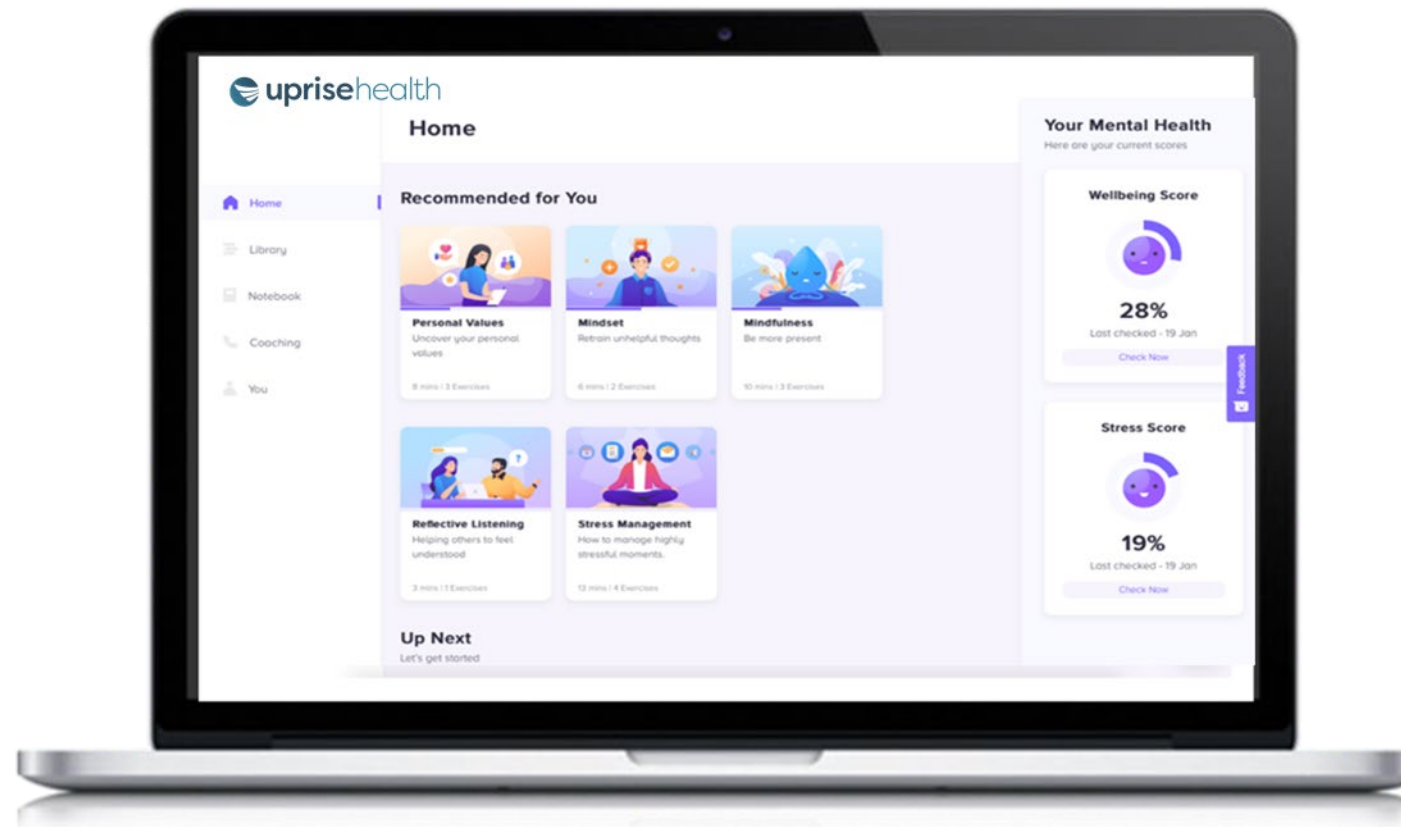 uprisehealth
Home
Home
Library
Notebook
Coaching
You
Recommended for You
Personal Values
Uncover your personal
values
8 mins | 3 Exercises
Mindset
Retrain unhelpful thoughts
6 mins | 2 Exercises
Mindfulness
Be more present
10 mins | 3 Exercises
Reflective Listening
Helping others to feel
understood
3 mins | 1 Exercises
Stress Management
How to manage highly
stressful moments.
13 mins | 4 Exercises
Up Next
Let's get started
Your Mental Health
Here are your current scores
Wellbeing Score
28%
Last checked - 19 Jan
Check Now
Feedback
Stress Score
19%
Last checked - 19 Jan
Check Now